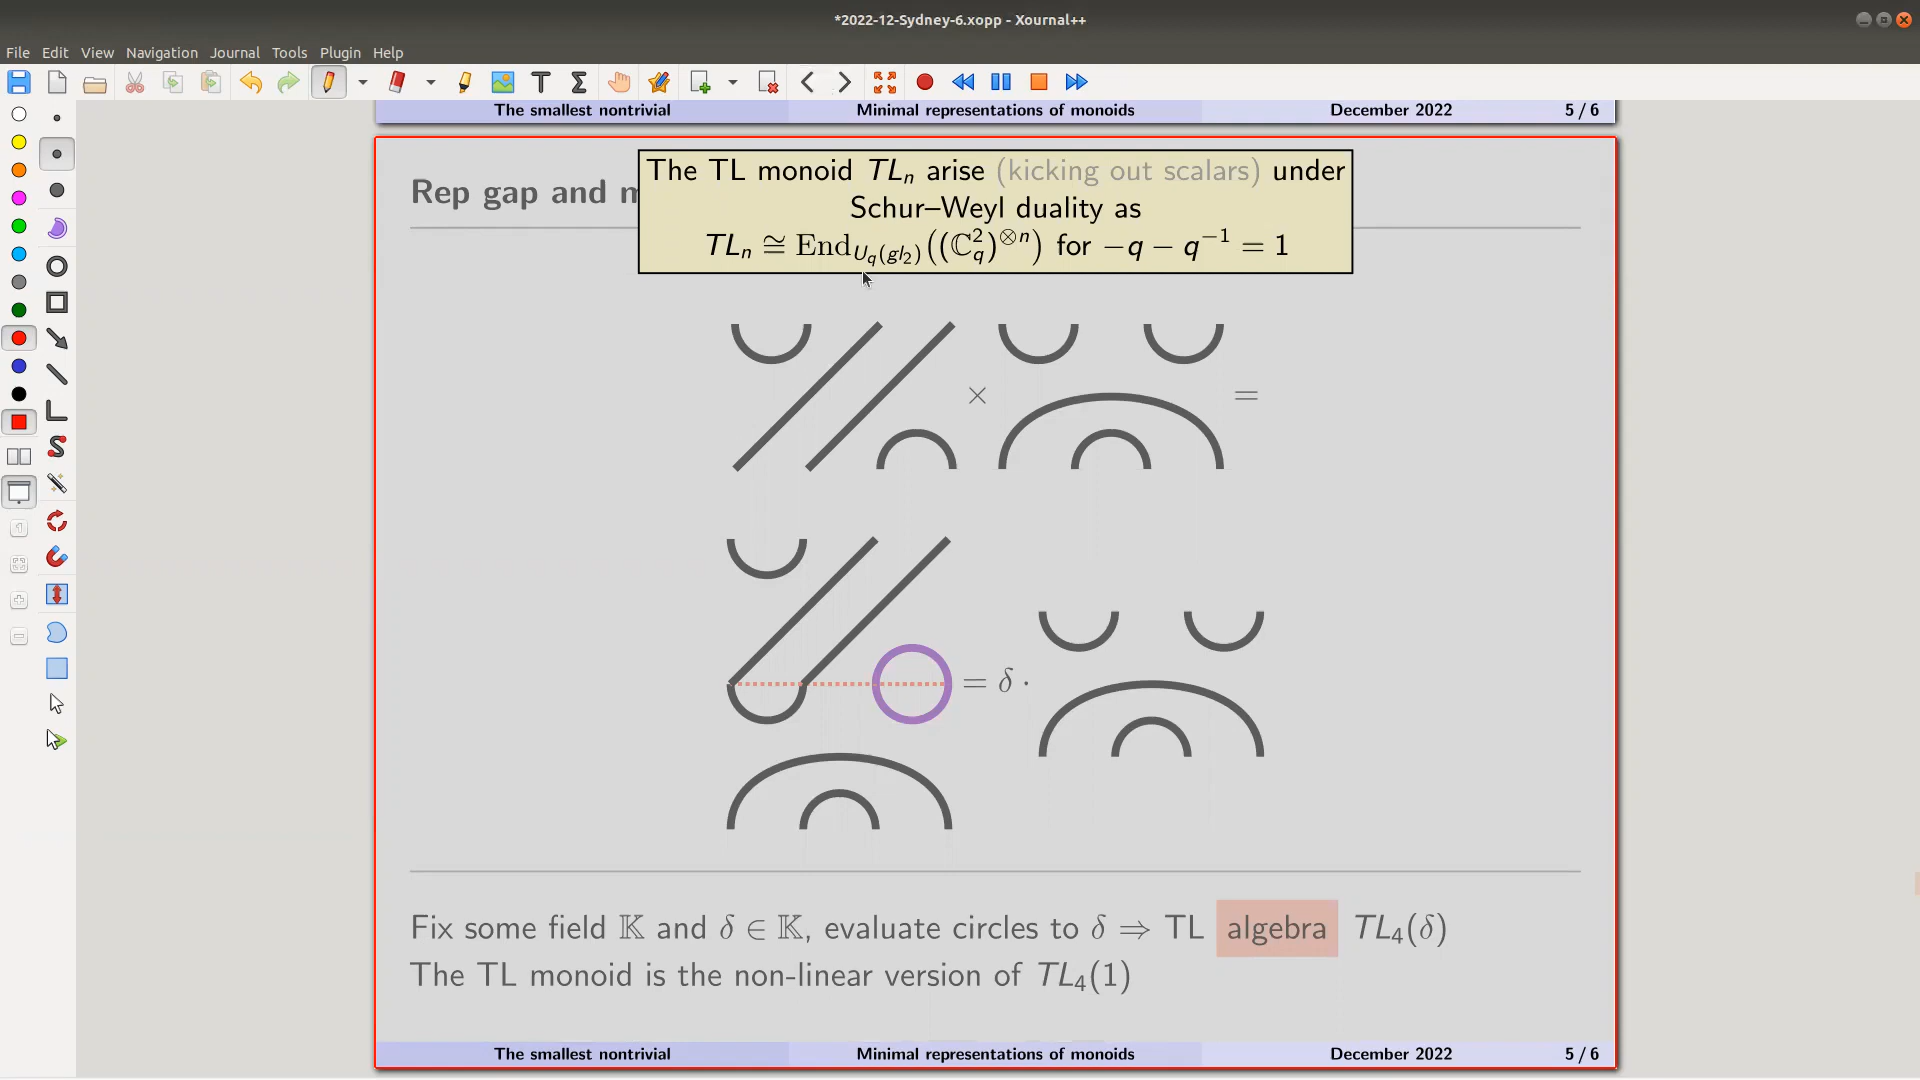 *2022-12-Sydney-6.xopp - Xournal++
File Edit View Navigation Journal Tools Plugin Help
The smallest nontrivial Minimal representations of monoids December 2022 5 / 6
Rep gap and
The TL monoid TLₙ arise (kicking out scalars) under
Schur–Weyl duality as
TLₙ ≅ End_{U_q(gl₂)}((ℂ_q^2)^{⊗n}) for −q − q⁻¹ = 1
× =
= δ ·
Fix some field 𝕂 and δ ∈ 𝕂, evaluate circles to δ ⇒ TL algebra TL₄(δ)
The TL monoid is the non-linear version of TL₄(1)
The smallest nontrivial Minimal representations of monoids December 2022 5 / 6